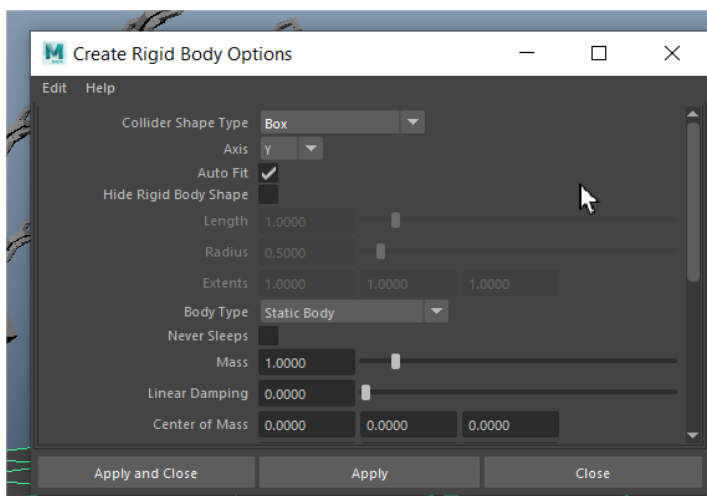 Create Rigid Body Options
Edit Help
Collider Shape Type Box
Axis Y
Auto Fit
Hide Rigid Body Shape
Length 1.0000
Radius 0.5000
Extents 1.0000 1.0000 1.0000
Body Type Static Body
Never Sleeps
Mass 1.0000
Linear Damping 0.0000
Center of Mass 0.0000 0.0000 0.0000
Apply and Close Apply Close